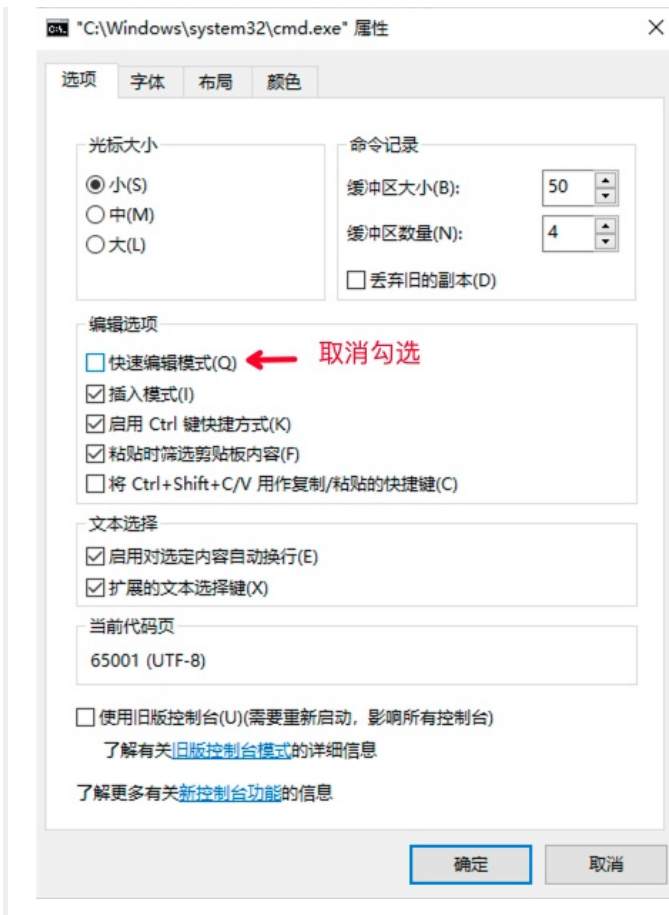 "C:\Windows\system32\cmd.exe" 属性
选项 字体 布局 颜色
光标大小
小(S)
中(M)
大(L)
命令记录
缓冲区大小(B): 50
缓冲区数量(N): 4
丢弃旧的副本(D)
编辑选项
快速编辑模式(Q) 取消勾选
插入模式(I)
启用 Ctrl 键快捷方式(K)
粘贴时筛选剪贴板内容(F)
将 Ctrl+Shift+C/V 用作复制/粘贴的快捷键(C)
文本选择
启用对选定内容自动换行(E)
扩展的文本选择键(X)
当前代码页
65001 (UTF-8)
使用旧版控制台(U)(需要重新启动，影响所有控制台)
了解有关旧版控制台模式的详细信息
了解更多有关新控制台功能的信息
确定 取消